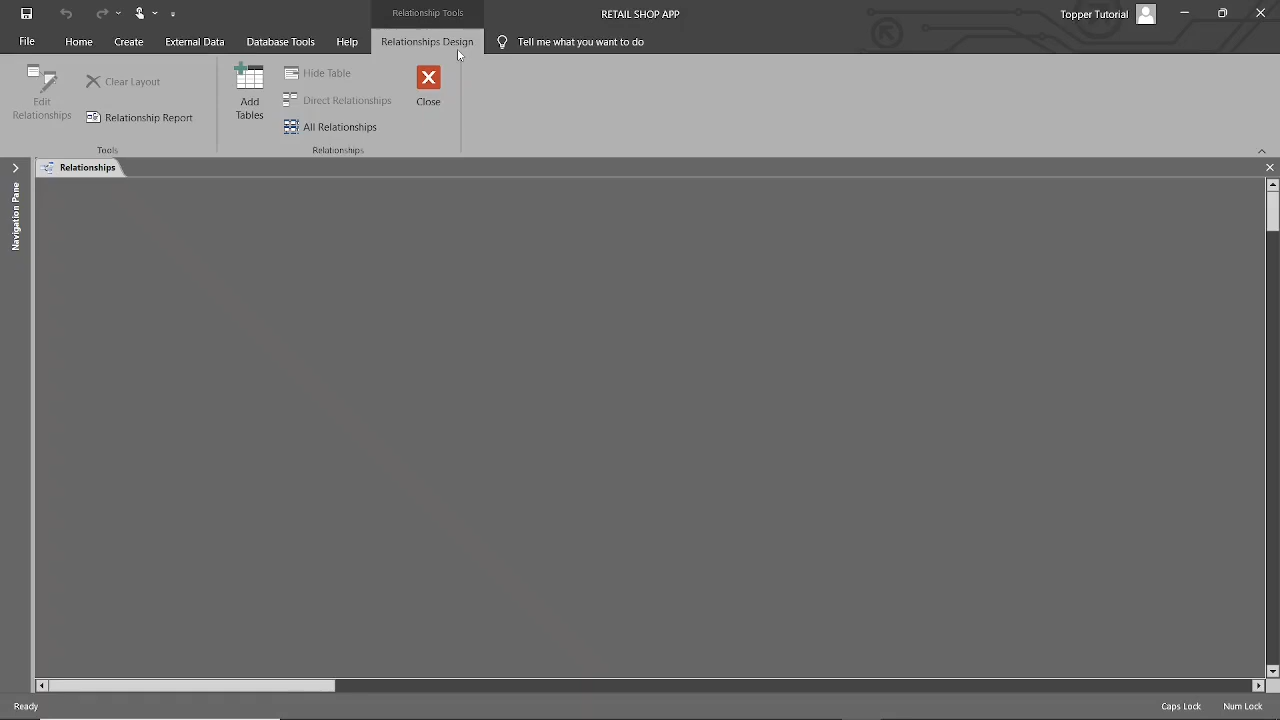 Relationship Tools
RETAIL SHOP APP
Topper Tutorial
File Home Create External Data Database Tools Help Relationships Design Tell me what you want to do
Edit Relationships
Clear Layout
Relationship Report
Tools
Add Tables
Hide Table
Direct Relationships
All Relationships
Close
Relationships
Relationships
Navigation Pane
Ready
Caps Lock Num Lock